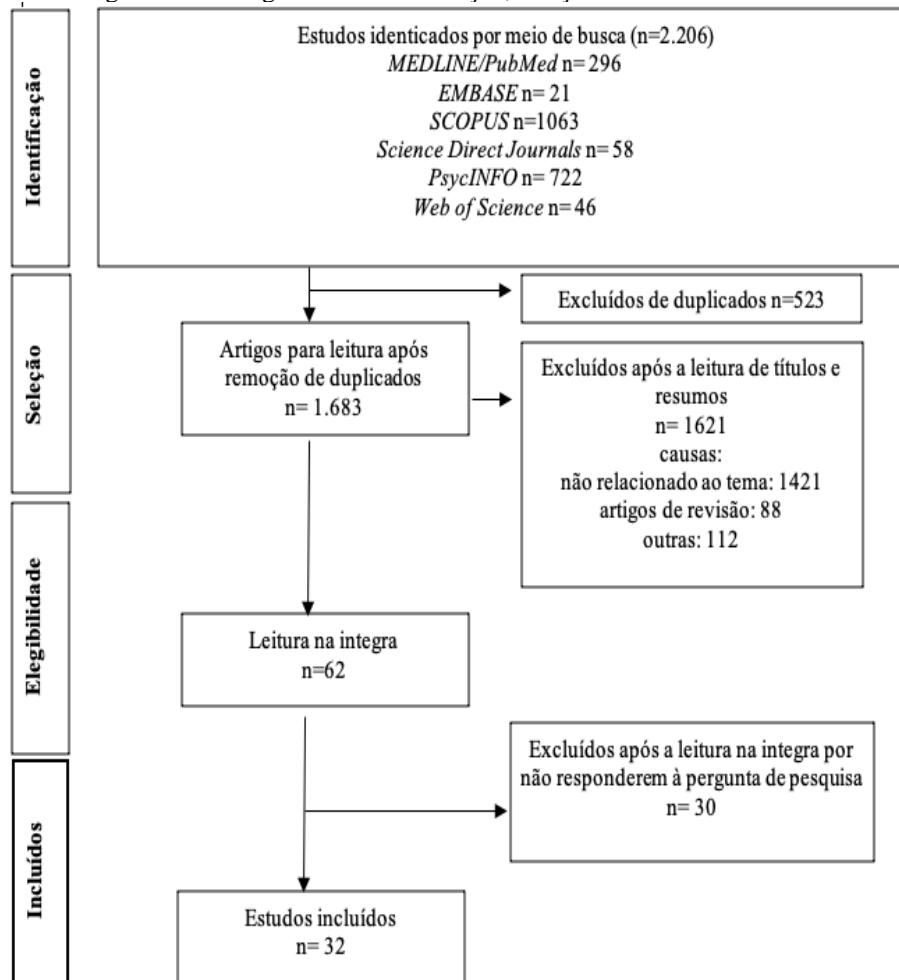 Identificação
Estudos identicados por meio de busca (n=2.206)
MEDLINE/PubMed n= 296
EMBASE n= 21
SCOPUS n=1063
Science Direct Journals n= 58
PsycINFO n= 722
Web of Science n= 46
Seleção
Excluídos de duplicados n=523
Artigos para leitura após
remoção de duplicados
n= 1.683
Excluídos após a leitura de títulos e
resumos
n= 1621
causas:
não relacionado ao tema: 1421
artigos de revisão: 88
outras: 112
Elegibilidade
Leitura na integra
n=62
Excluídos após a leitura na integra por
não responderem à pergunta de pesquisa
n= 30
Incluídos
Estudos incluídos
n= 32